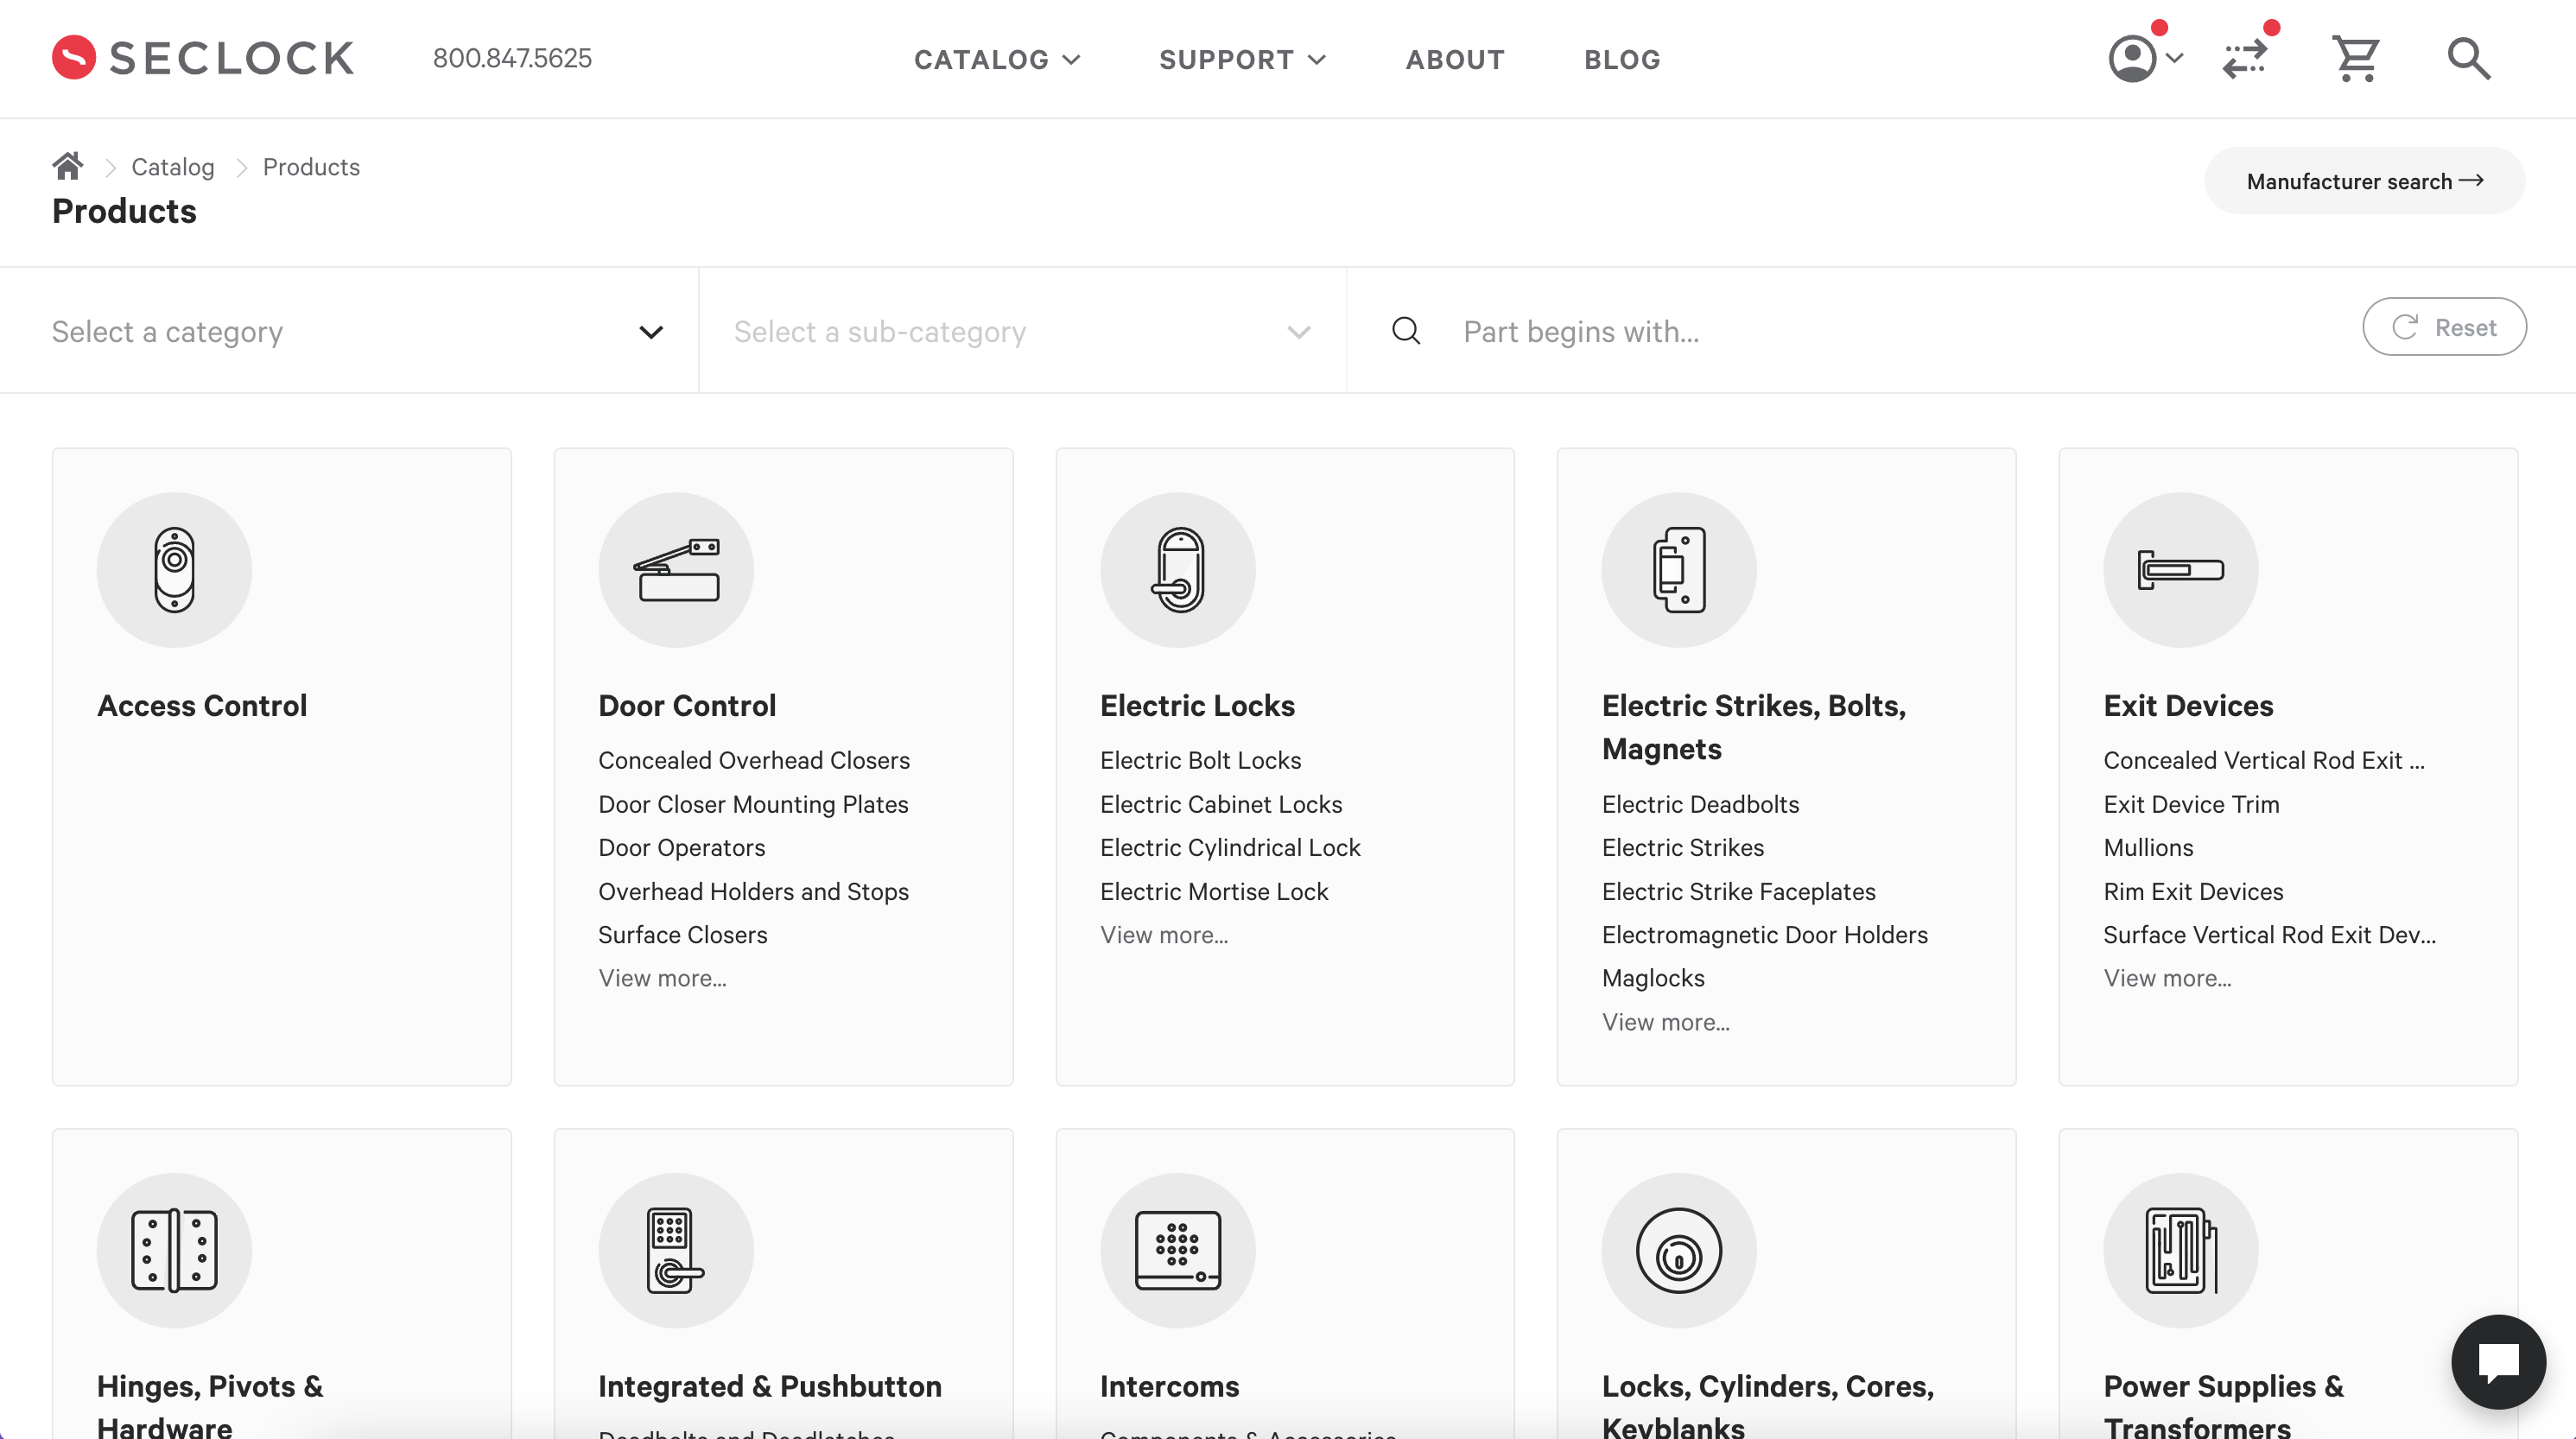 SECLOCK 800.847.5625 CATALOG SUPPORT ABOUT BLOG
Catalog Products
Products
Manufacturer search
Select a category Select a sub-category Part begins with... Reset
Access Control
Door Control
Concealed Overhead Closers
Door Closer Mounting Plates
Door Operators
Overhead Holders and Stops
Surface Closers
View more...
Electric Locks
Electric Bolt Locks
Electric Cabinet Locks
Electric Cylindrical Lock
Electric Mortise Lock
View more...
Electric Strikes, Bolts,
Magnets
Electric Deadbolts
Electric Strikes
Electric Strike Faceplates
Electromagnetic Door Holders
Maglocks
View more...
Exit Devices
Concealed Vertical Rod Exit ...
Exit Device Trim
Mullions
Rim Exit Devices
Surface Vertical Rod Exit Dev...
View more...
Hinges, Pivots &
Hardware
Integrated & Pushbutton
Deadbolts and Deadlatches
Intercoms
Components & Accessories
Locks, Cylinders, Cores,
Keyblanks
Power Supplies &
Transformers